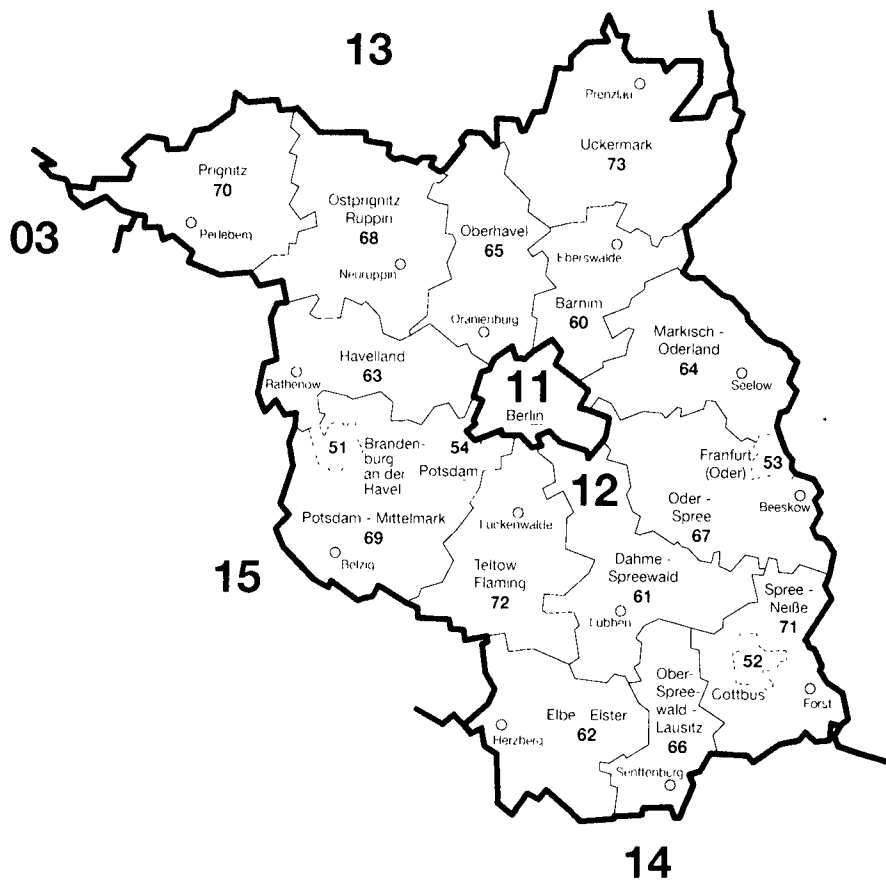 13
Prenzlau
Uckermark
73
Prignitz
70
Perleberg
03
Ostprignitz
Ruppin
68
Neuruppin
Oberhavel
65
Oranienburg
Eberswalde
Barnim
60
Markisch -
Oderland
64
Seelow
Havelland
63
Rathenow
11
Berlin
51
Branden-
burg
an der
Havel
54
Potsdam
12
Franfurt
(Oder)
53
Beeskow
Oder -
Spree
67
Potsdam - Mittelmark
69
Belzig
15
Luckenwalde
Teltow
Flaming
72
Dahme -
Spreewald
61
Lubben
Spree -
Neiße
71
52
Cottbus
Forst
Ober-
Spree-
wald -
Lausitz
66
Senftenburg
Elbe Elster
62
Herzberg
14